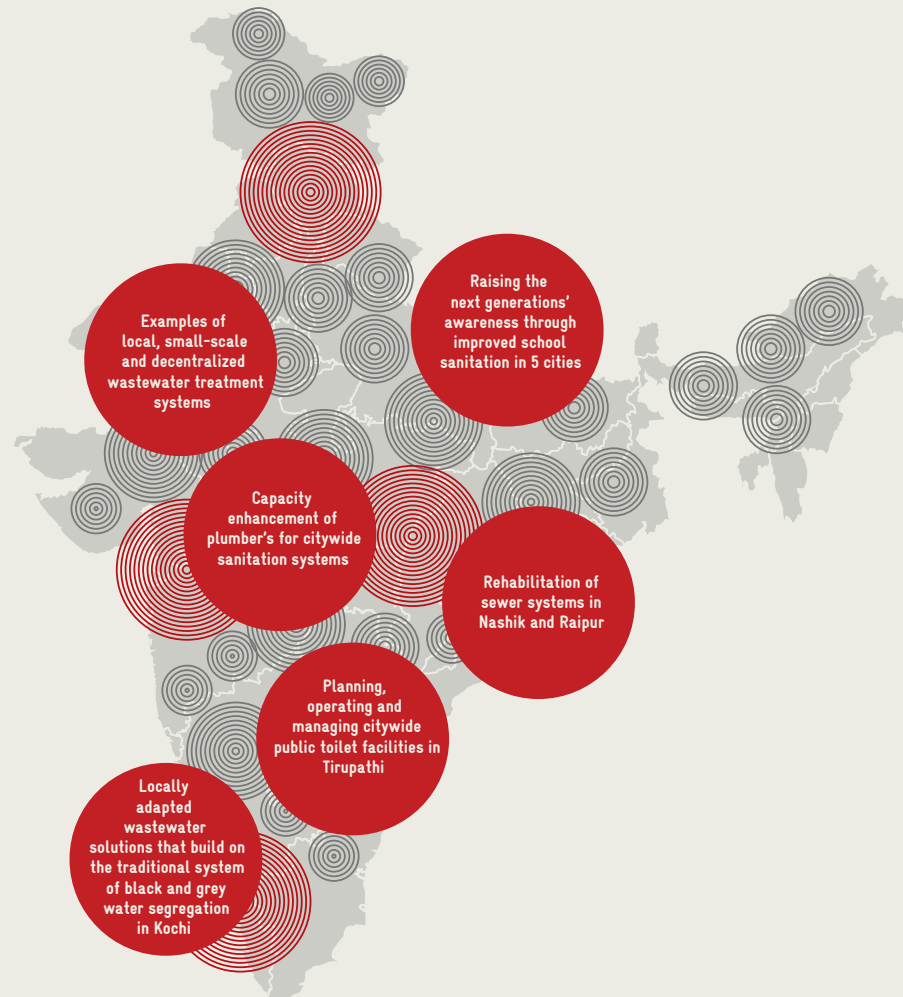 Raising the
next generations’
awareness through
improved school
sanitation in 5 cities
Examples of
local, small-scale
and decentralized
wastewater treatment
systems
Capacity
enhancement of
plumber’s for citywide
sanitation systems
Rehabilitation of
sewer systems in
Nashik and Raipur
Planning,
operating and
managing citywide
public toilet facilities in
Tirupathi
Locally
adapted
wastewater
solutions that build on
the traditional system
of black and grey
water segregation
in Kochi